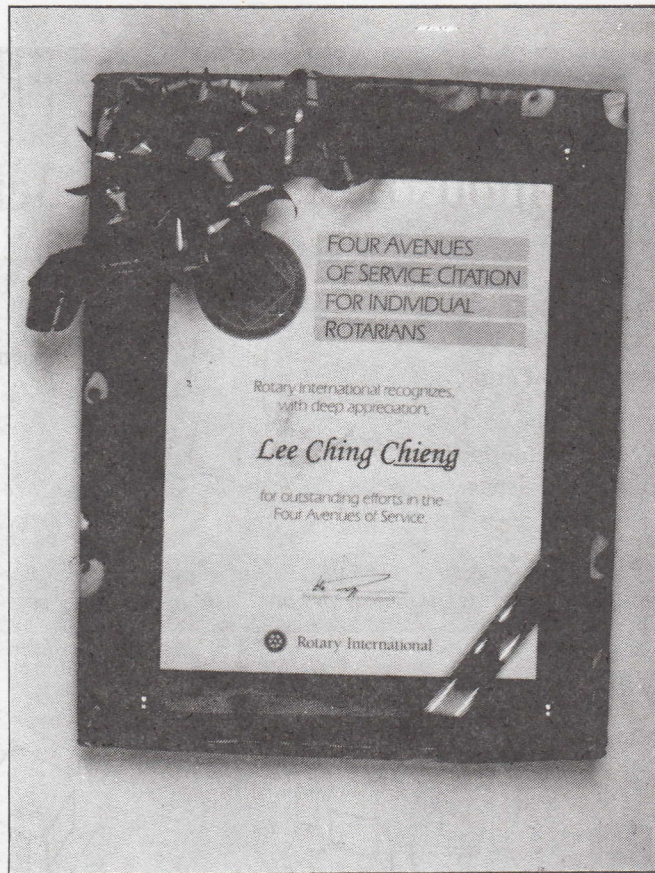 FOUR AVENUES
OF SERVICE CITATION
FOR INDIVIDUAL
ROTARIANS
Rotary International recognizes,
with deep appreciation,
Lee Ching Chieng
for outstanding efforts in the
Four Avenues of Service.
Rotary International